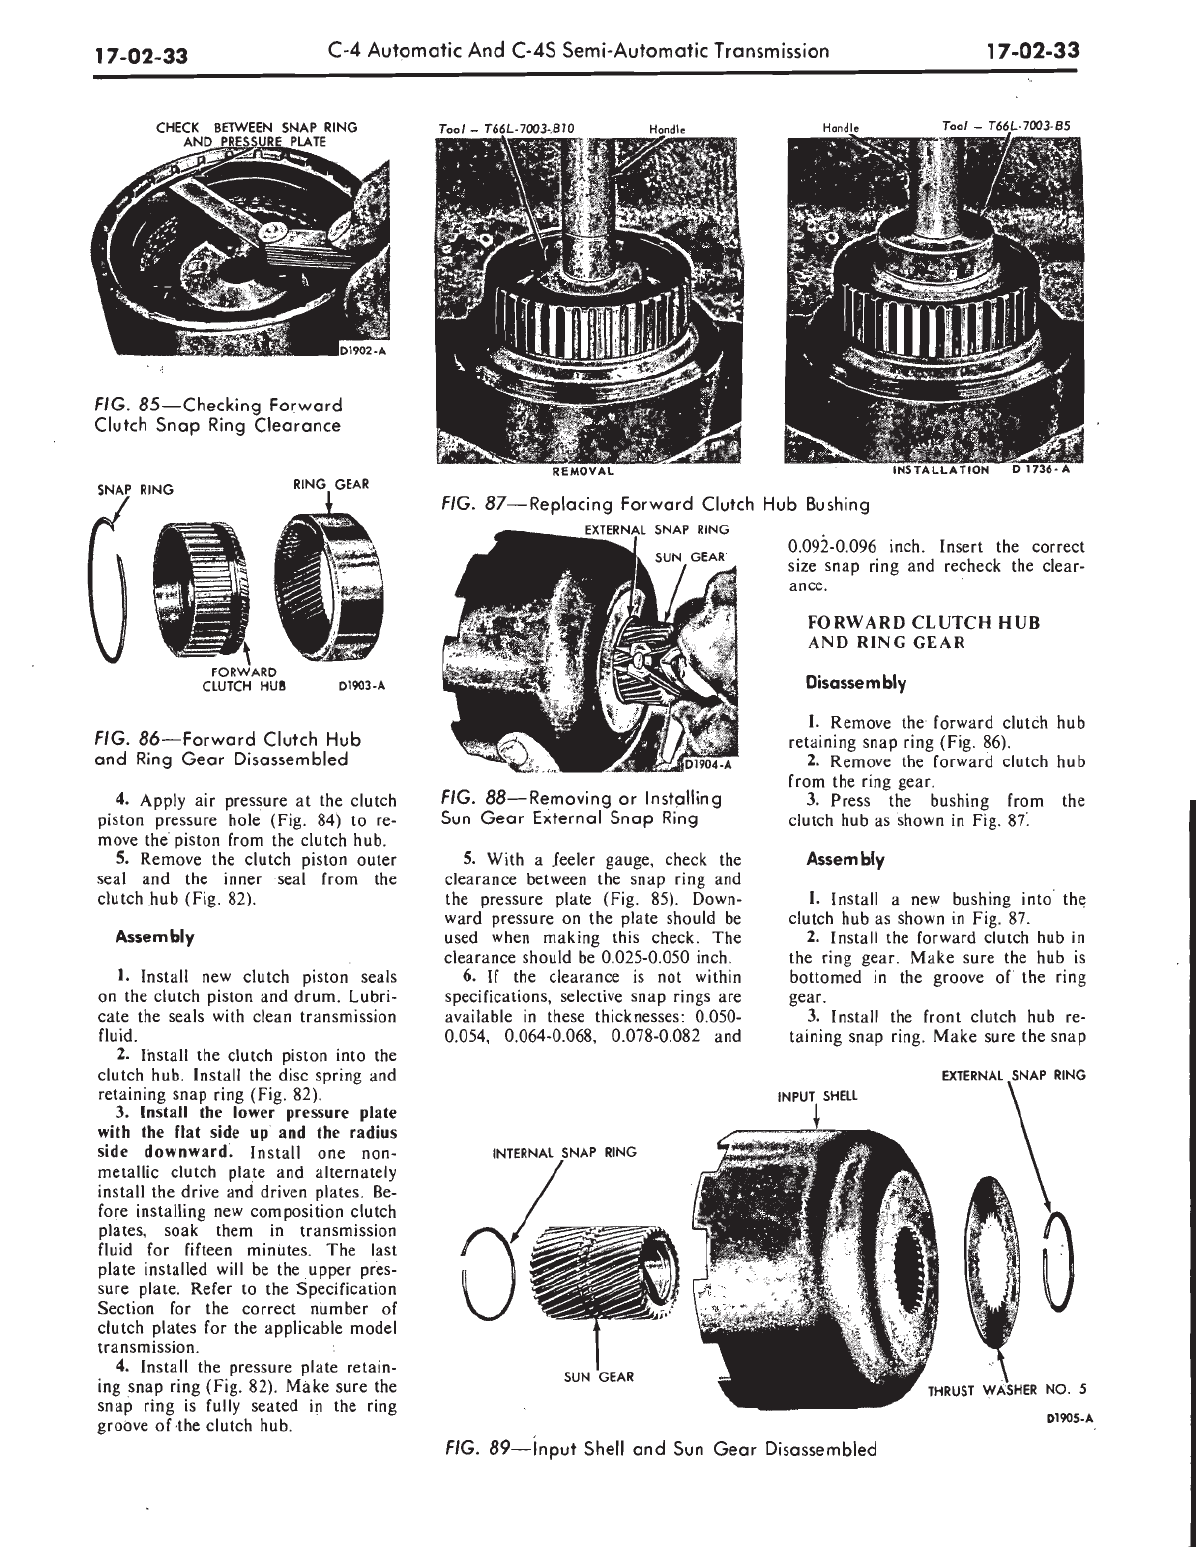 17-02-33
C-4 Automatic And C-4S Semi-Automatic Transmission
17-02-33
CHECK BETWEEN SNAP RING
AND PRESSURE PLATE
D1902-A
FIG. 85—Checking Forward
Clutch Snap Ring Clearance
SNAP RING
RING GEAR
FORWARD
CLUTCH HUB
D1903-A
FIG. 86—Forward Clutch Hub
and Ring Gear Disassembled
4. Apply air pressure at the clutch
piston pressure hole (Fig. 84) to re-
move the piston from the clutch hub.
5. Remove the clutch piston outer
seal and the inner seal from the
clutch hub (Fig. 82).
Assembly
1. Install new clutch piston seals
on the clutch piston and drum. Lubri-
cate the seals with clean transmission
fluid.
2. Install the clutch piston into the
clutch hub. Install the disc spring and
retaining snap ring (Fig. 82).
3. Install the lower pressure plate
with the flat side up and the radius
side downward. Install one non-
metallic clutch plate and alternately
install the drive and driven plates. Be-
fore installing new composition clutch
plates, soak them in transmission
fluid for fifteen minutes. The last
plate installed will be the upper pres-
sure plate. Refer to the Specification
Section for the correct number of
clutch plates for the applicable model
transmission.
4. Install the pressure plate retain-
ing snap ring (Fig. 82). Make sure the
snap ring is fully seated in the ring
groove of the clutch hub.
Tool - T66L-7003-B10
Handle
REMOVAL
Handle
Tool - T66L-7003-B5
INSTALLATION
D 1736-A
FIG. 87—Replacing Forward Clutch Hub Bushing
EXTERNAL SNAP RING
SUN GEAR
D1904-A
FIG. 88—Removing or Installing
Sun Gear External Snap Ring
5. With a feeler gauge, check the
clearance between the snap ring and
the pressure plate (Fig. 85). Down-
ward pressure on the plate should be
used when making this check. The
clearance should be 0.025-0.050 inch.
6. If the clearance is not within
specifications, selective snap rings are
available in these thicknesses: 0.050-
0.054, 0.064-0.068, 0.078-0.082 and
0.092-0.096 inch. Insert the correct
size snap ring and recheck the clear-
ance.
FORWARD CLUTCH HUB
AND RING GEAR
Disassembly
1. Remove the forward clutch hub
retaining snap ring (Fig. 86).
2. Remove the forward clutch hub
from the ring gear.
3. Press the bushing from the
clutch hub as shown in Fig. 87.
Assembly
1. Install a new bushing into the
clutch hub as shown in Fig. 87.
2. Install the forward clutch hub in
the ring gear. Make sure the hub is
bottomed in the groove of the ring
gear.
3. Install the front clutch hub re-
taining snap ring. Make sure the snap
EXTERNAL SNAP RING
INPUT SHELL
INTERNAL SNAP RING
SUN GEAR
THRUST WASHER NO. 5
D1905-A
FIG. 89—Input Shell and Sun Gear Disassembled